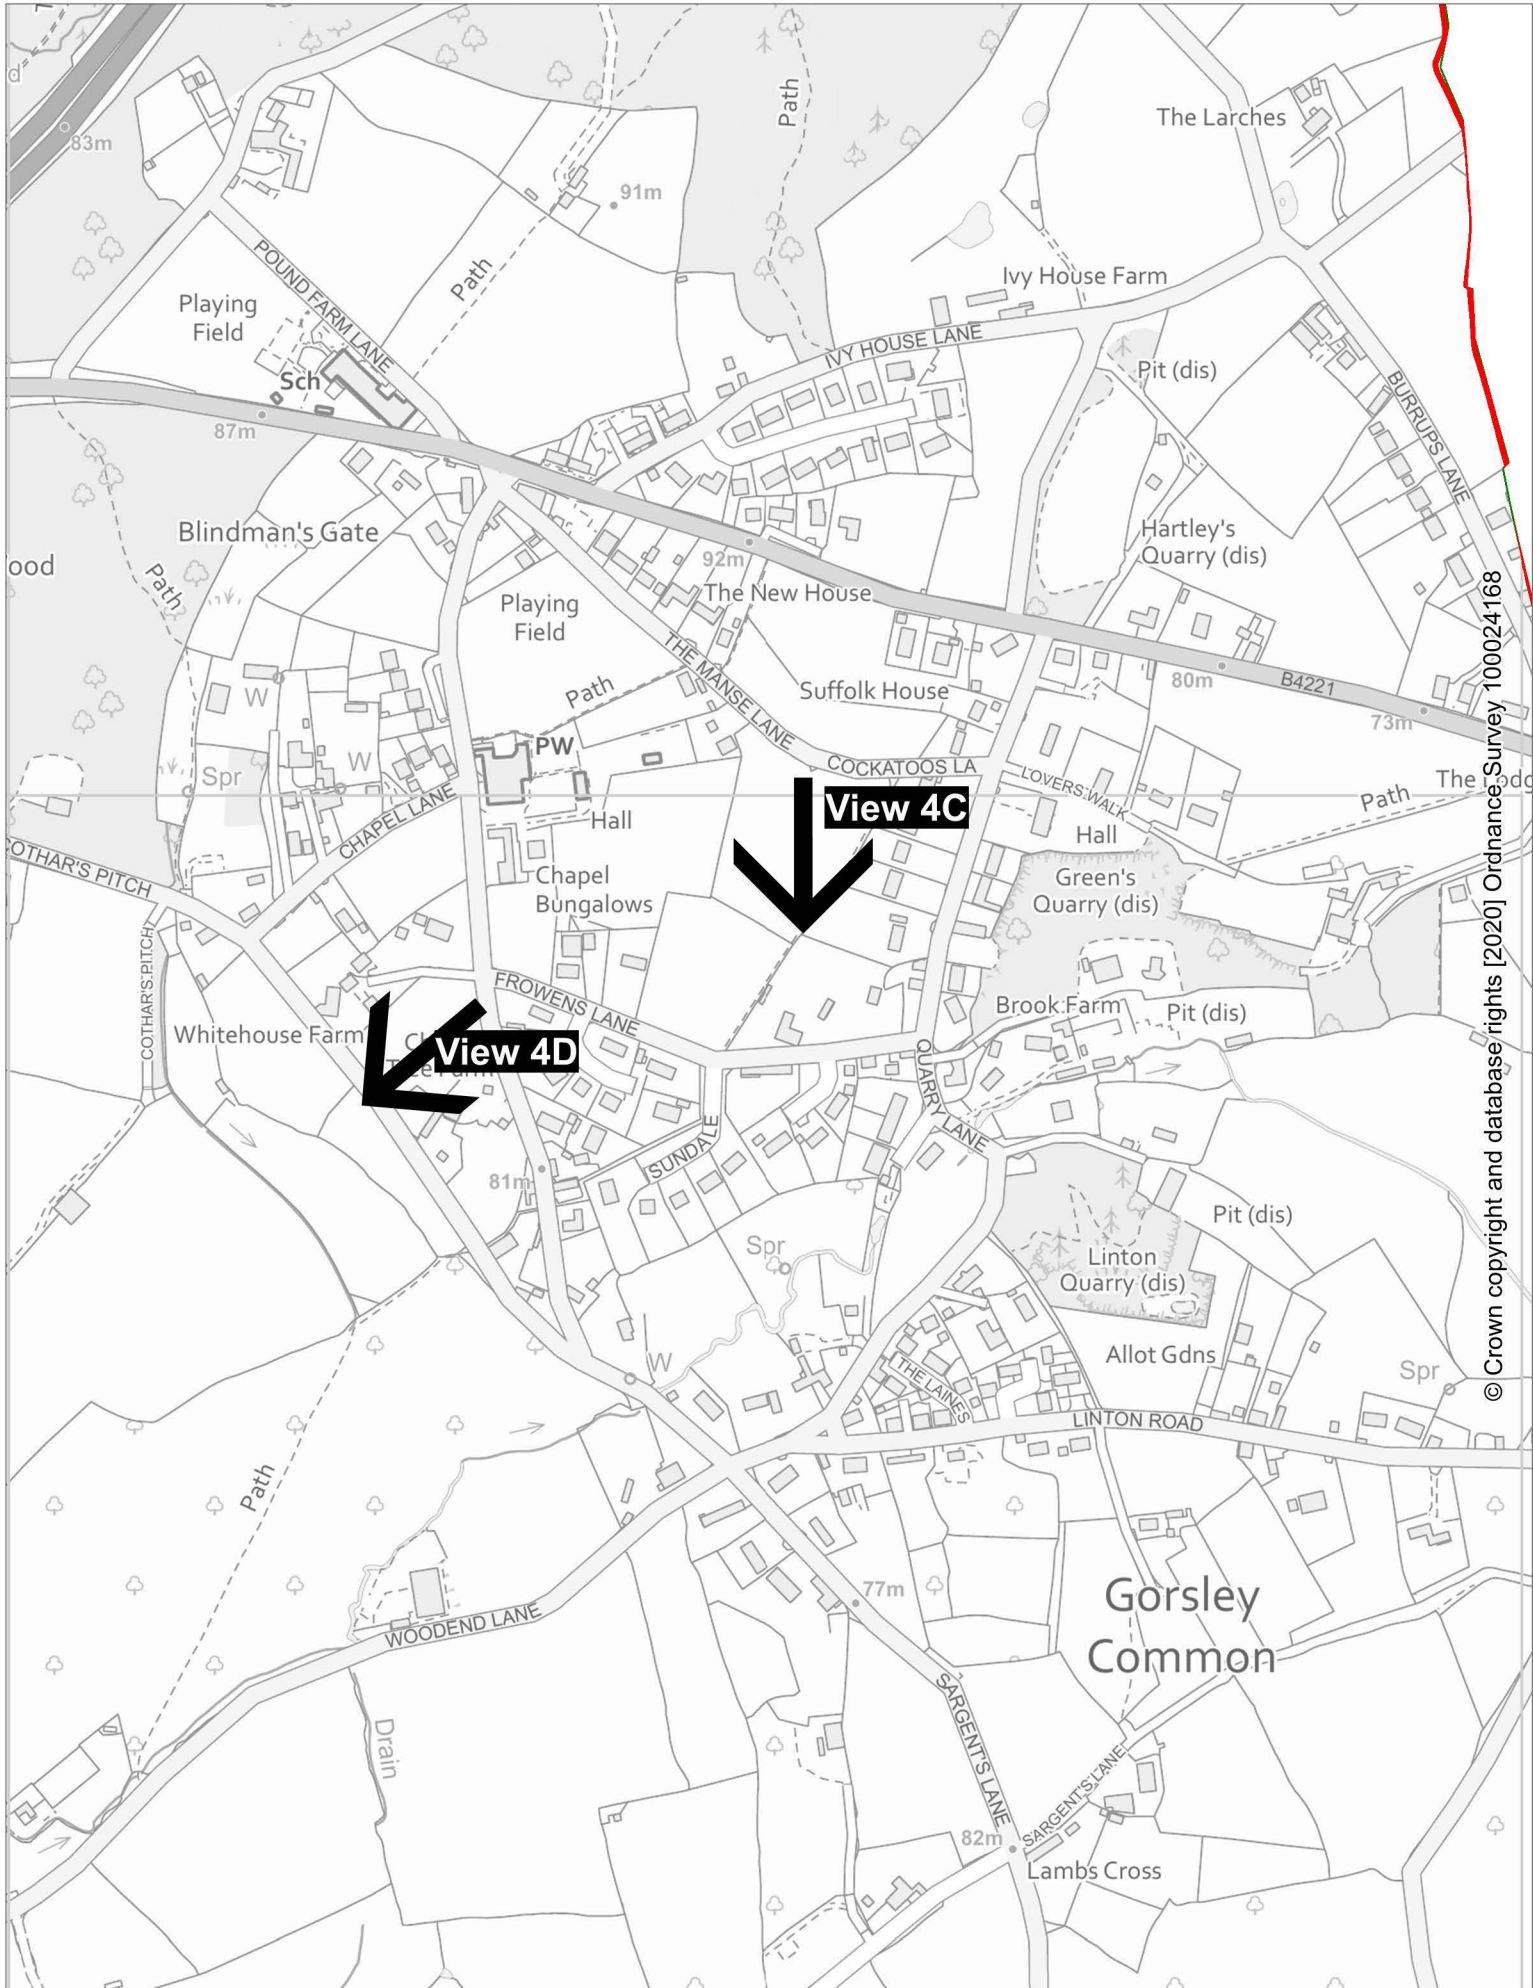 83m
The Larches
Path
91m
Path
POUND FARM LANE
Playing
Field
Ivy House Farm
IVY HOUSE LANE
Sch
Pit (dis)
87m
BURRUPS LANE
Blindman's Gate
Hartley's
Quarry (dis)
92m
ood
Path
The New House
Playing
Field
THE MANSE LANE
Path
Suffolk House
80m
B4221
73m
W
PW
W
Spr
COCKATOOS LA
LOVERS WALK
Path
The Lodg
View 4C
CHAPEL LANE
Hall
Hall
COTHAR'S PITCH
Chapel
Bungalows
Green's
Quarry (dis)
COTHAR'S PITCH
FROWENS LANE
Brook Farm
Pit (dis)
Whitehouse Farm
View 4D
QUARRY LANE
SUNDALE
81m
Pit (dis)
Spr
Linton
Quarry (dis)
W
Allot Gdns
Spr
THE LAINES
LINTON ROAD
Path
77m
Gorsley
Common
WOODEND LANE
SARGENT'S LANE
Drain
SARGENT'S LANE
82m
Lambs Cross
© Crown copyright and database rights [2020] Ordnance Survey 100024168